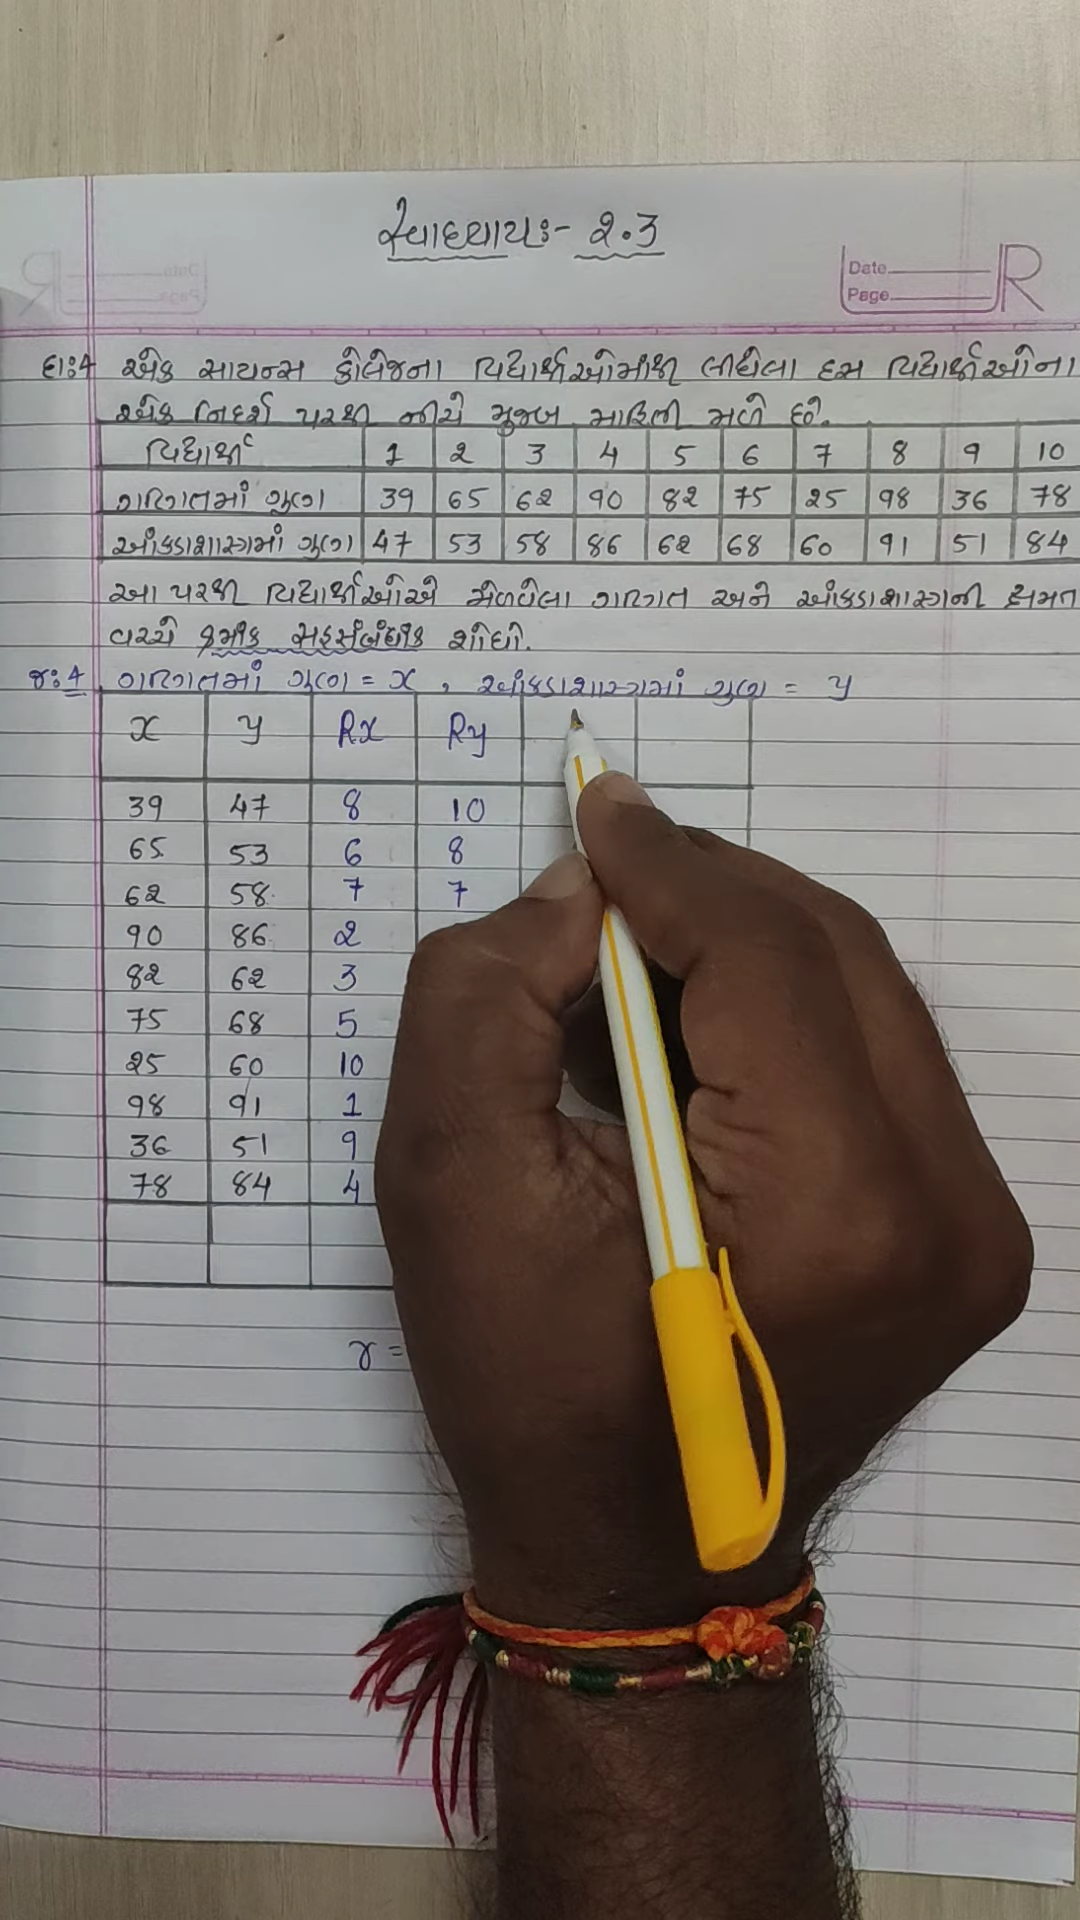 સ્વાધ્યાયઃ- ૨.૩
Date
Page
R
દાઃ4 એક સાયન્સ કોલેજના વિદ્યાર્થીઓમાંથી લીધેલા દસ વિદ્યાર્થીઓના
એક નિદર્શ પરથી નીચે મુજબ માહિતી મળે છે.
વિદ્યાર્થી 1 2 3 4 5 6 7 8 9 10
ગણિતમાં ગુણ 39 65 62 90 82 75 25 98 36 78
આંકડાશાસ્ત્રમાં ગુણ 47 53 58 86 62 68 60 91 51 84
આ પરથી વિદ્યાર્થીઓએ મેળવેલા ગણિત અને આંકડાશાસ્ત્રની ક્ષમતા
વચ્ચે ક્રમાંક સહસંબંધાંક શોધો.
જઃ4 ગણિતમાં ગુણ = x , આંકડાશાસ્ત્રમાં ગુણ = y
x y Rx Ry
39 47 8 10
65 53 6 8
62 58 7 7
90 86 2
82 62 3
75 68 5
25 60 10
98 91 1
36 51 9
78 84 4
r =